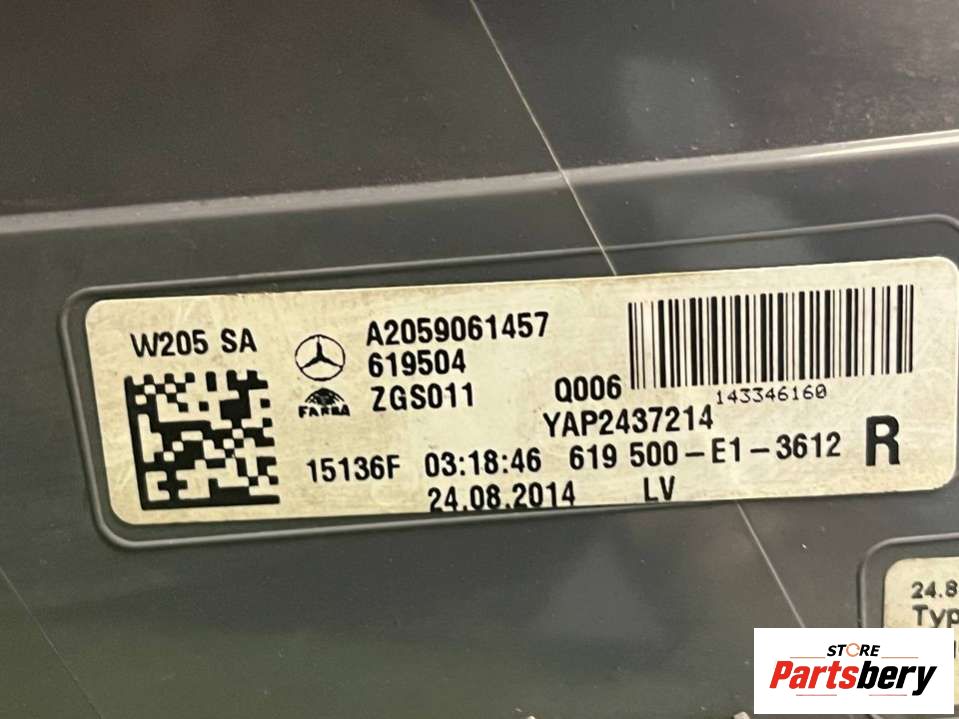 W205 SA
A2059061457
619504
FARBA
ZGS011
Q006
143346160
YAP2437214
15136F 03:18:46 619 500-E1-3612 R
24.08.2014 LV
24.8
Typ
STORE
Partsbery